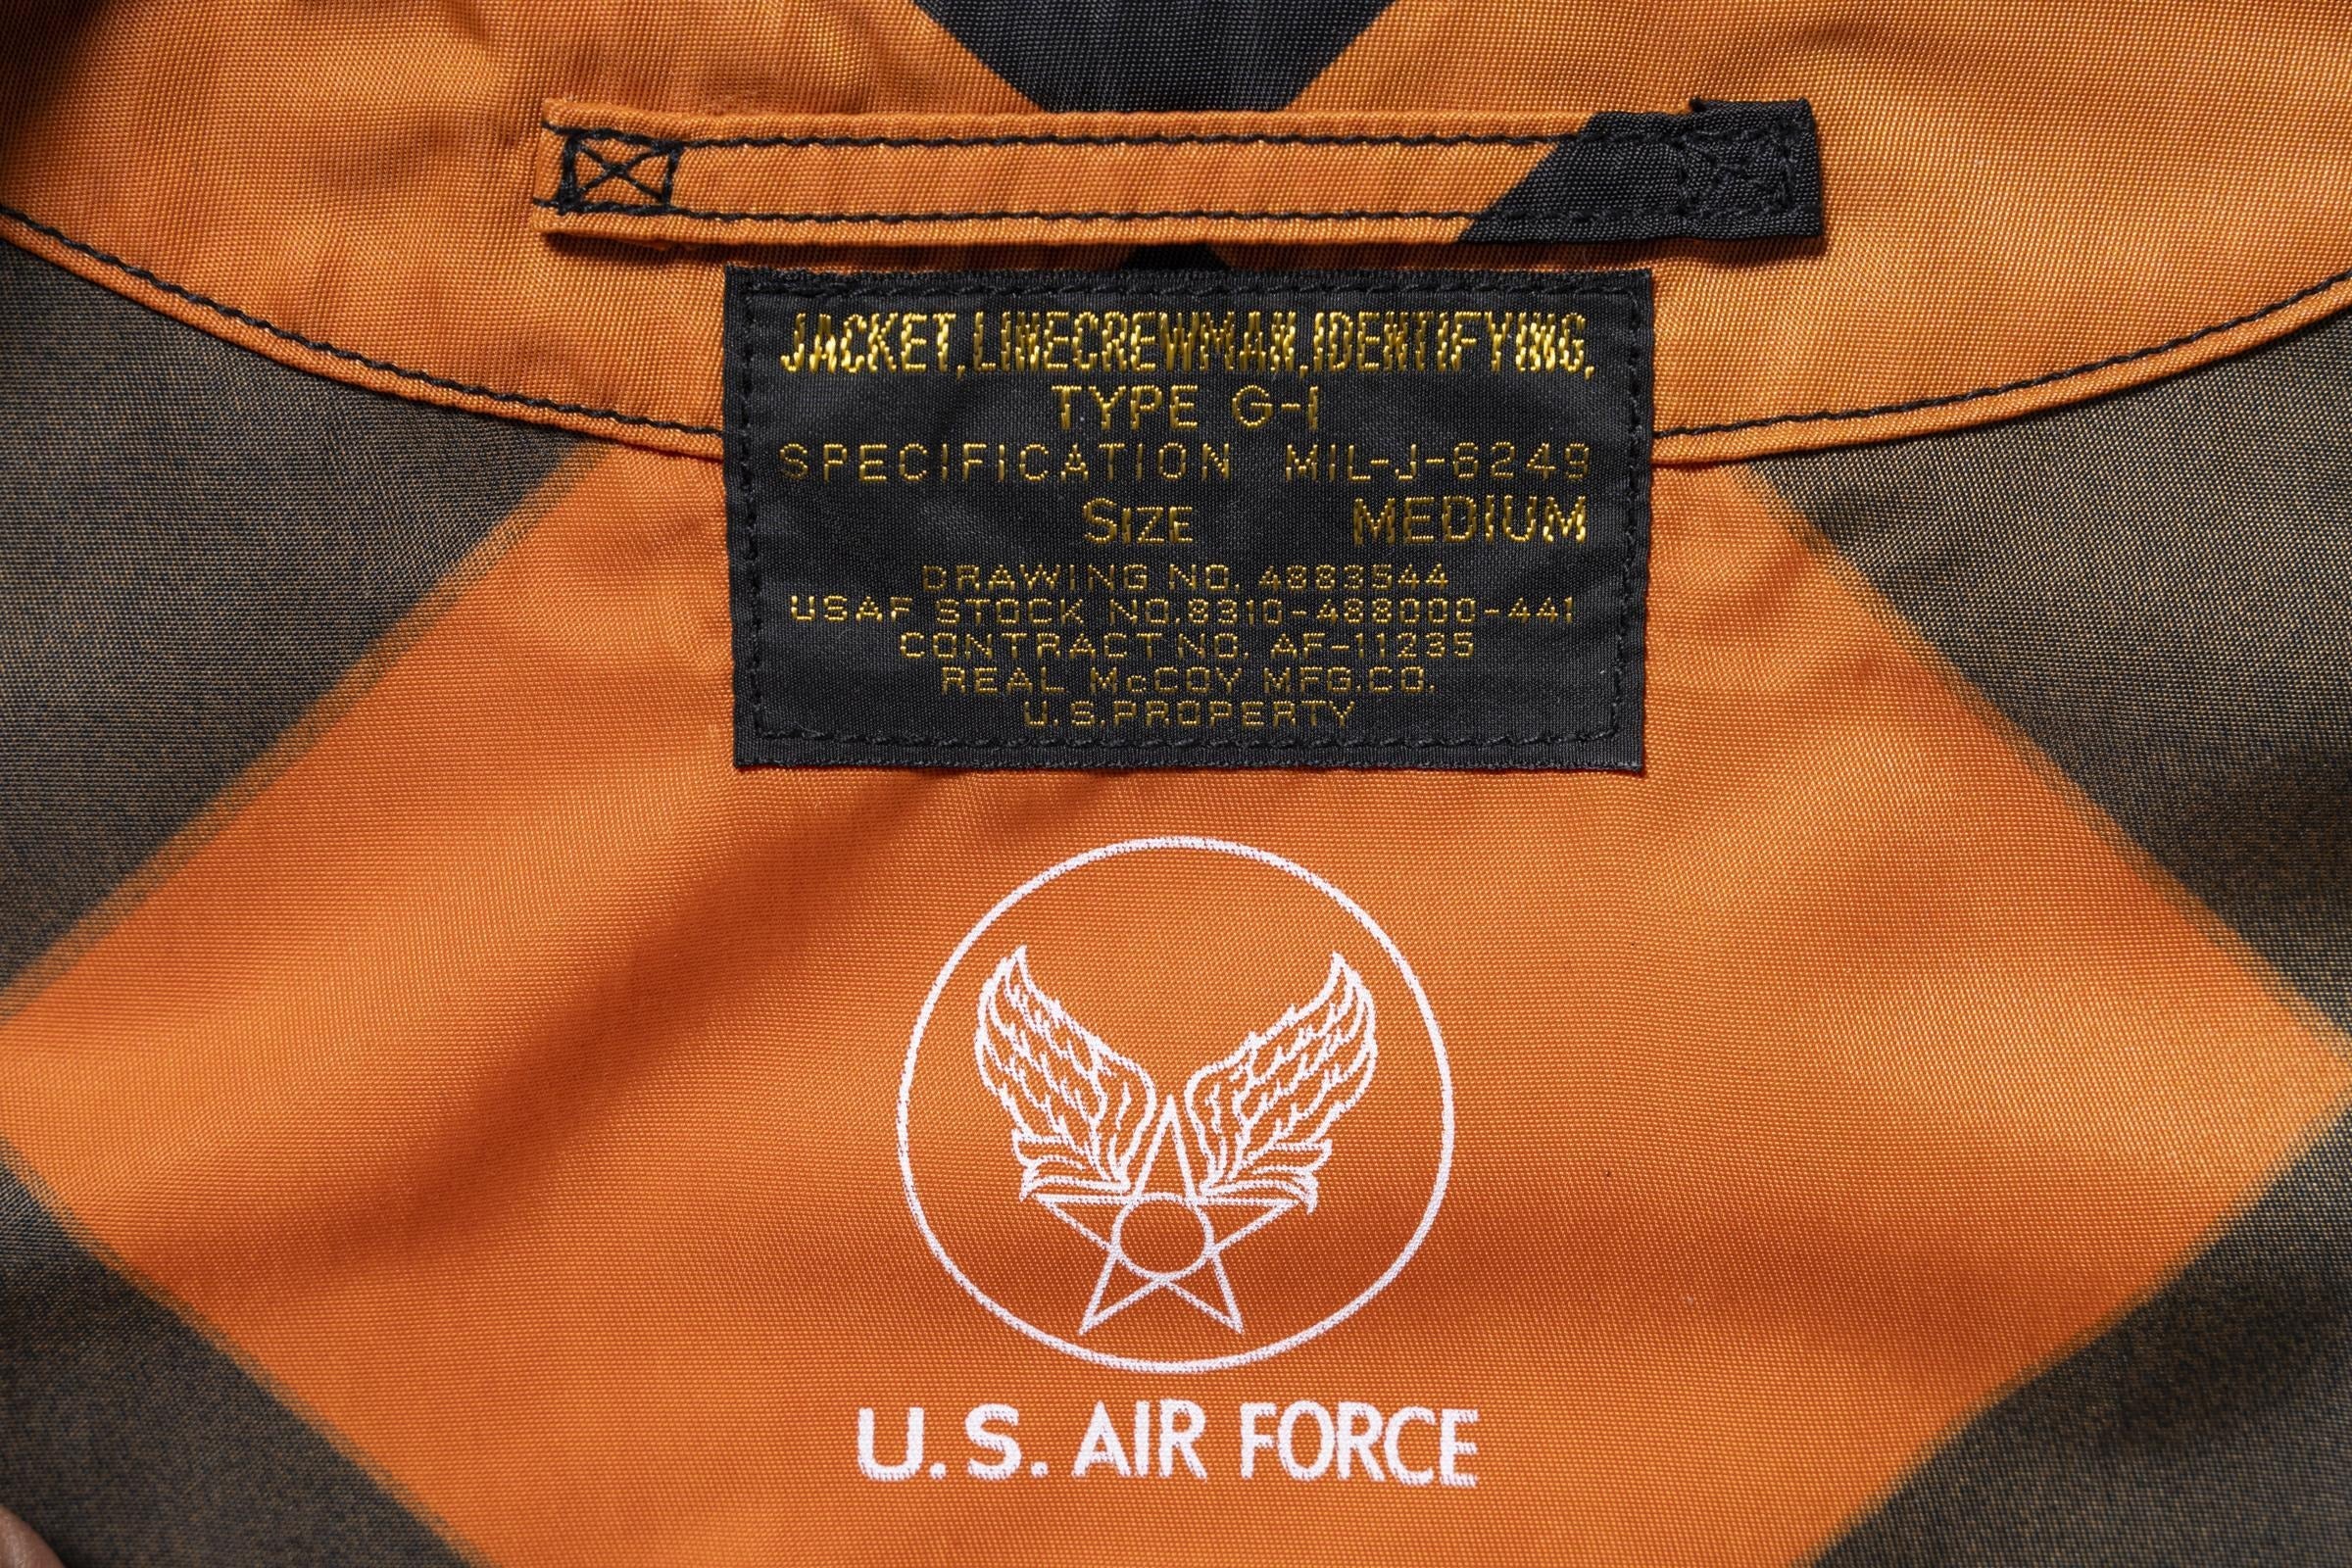 JACKET, LINECREWMAN, IDENTIFYING,
TYPE G-1
SPECIFICATION MIL-J-6249
SIZE MEDIUM
DRAWING NO. 4883544
USAF STOCK NO. 8310-488000-441
CONTRACT NO. AF-11235
REAL McCOY MFG. CO.
U.S. PROPERTY
U.S. AIR FORCE